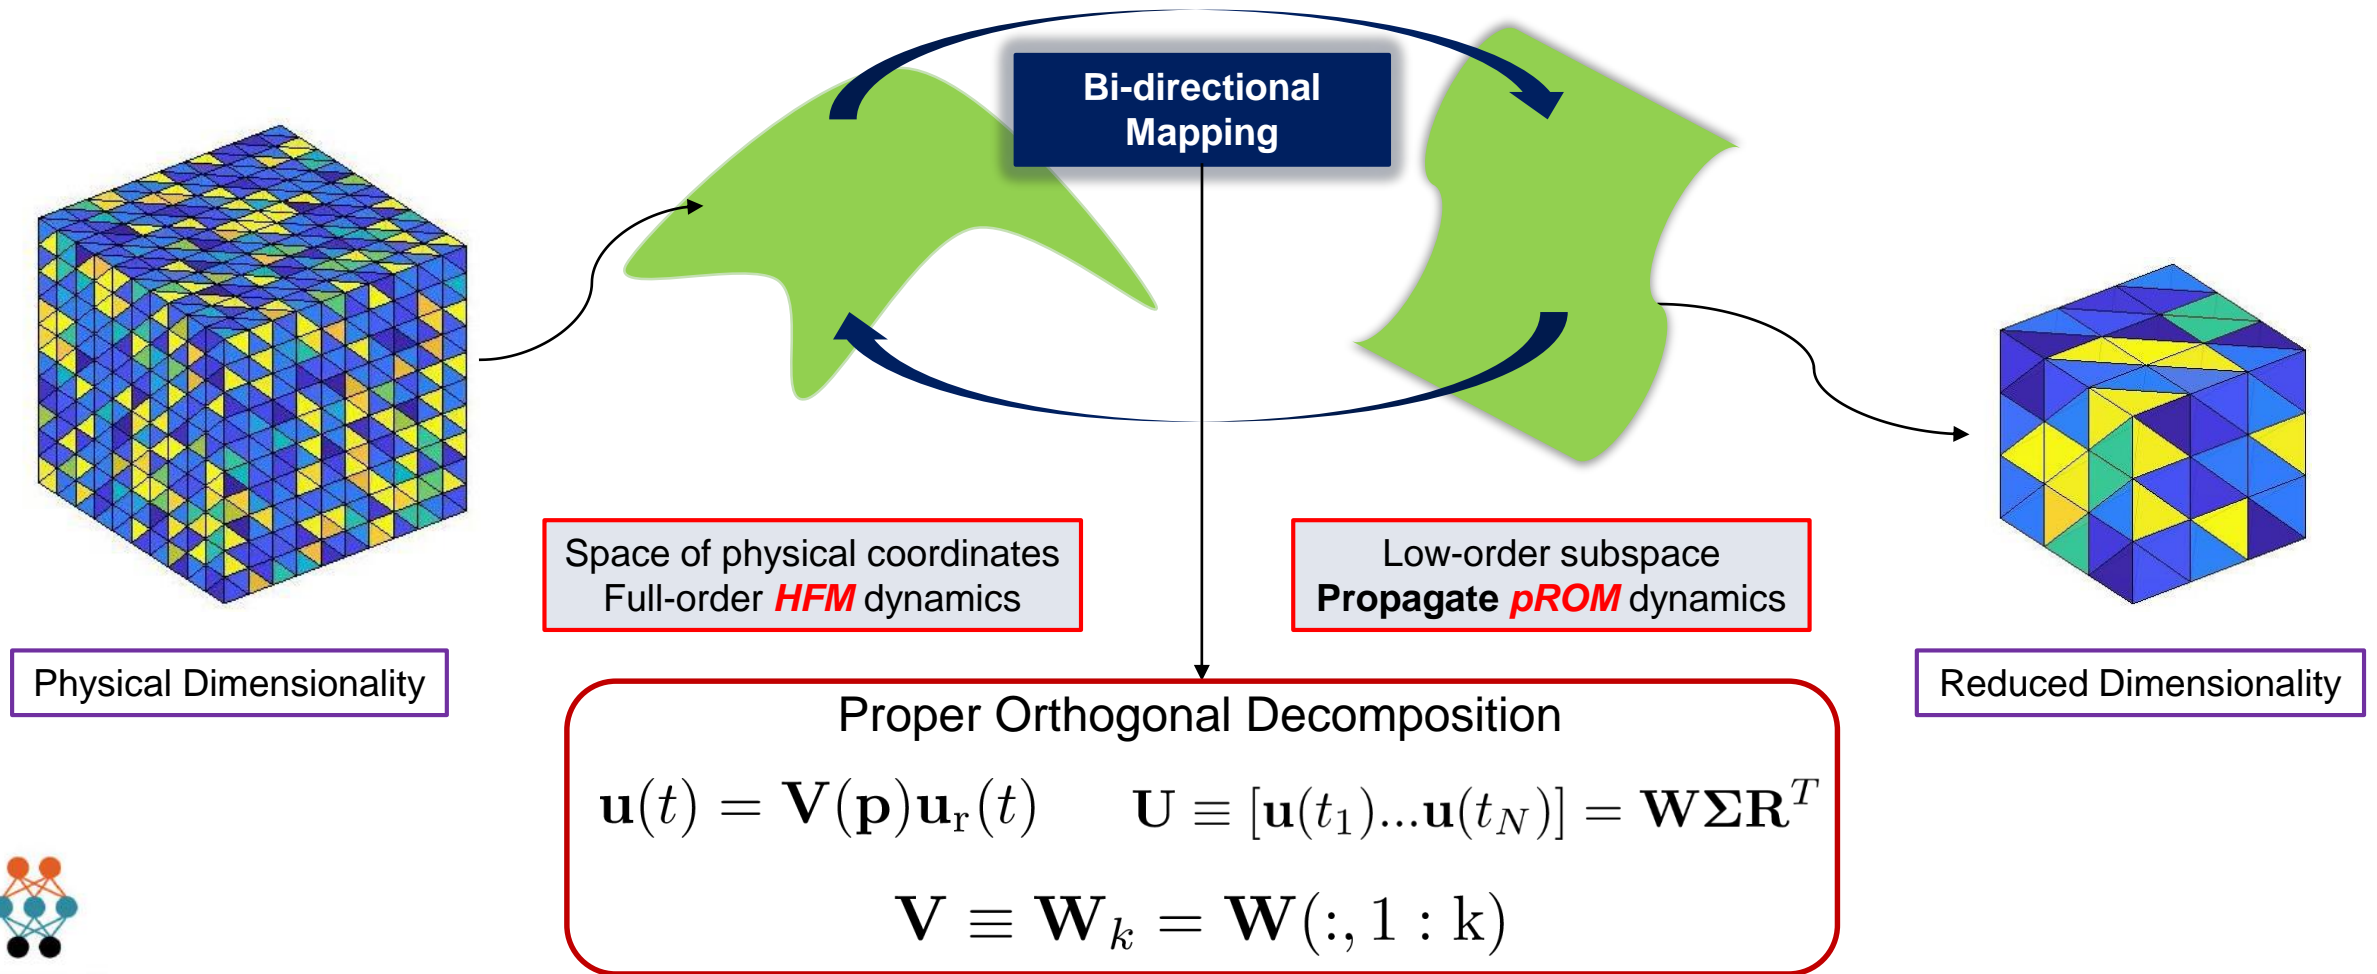 Bi-directional
Mapping
Space of physical coordinates
Full-order HFM dynamics
Low-order subspace
Propagate pROM dynamics
Physical Dimensionality
Reduced Dimensionality
Proper Orthogonal Decomposition
u(t) = V(p)u_r(t)
U ≡ [u(t_1)...u(t_N)] = WΣR^T
V ≡ W_k = W(:, 1 : k)